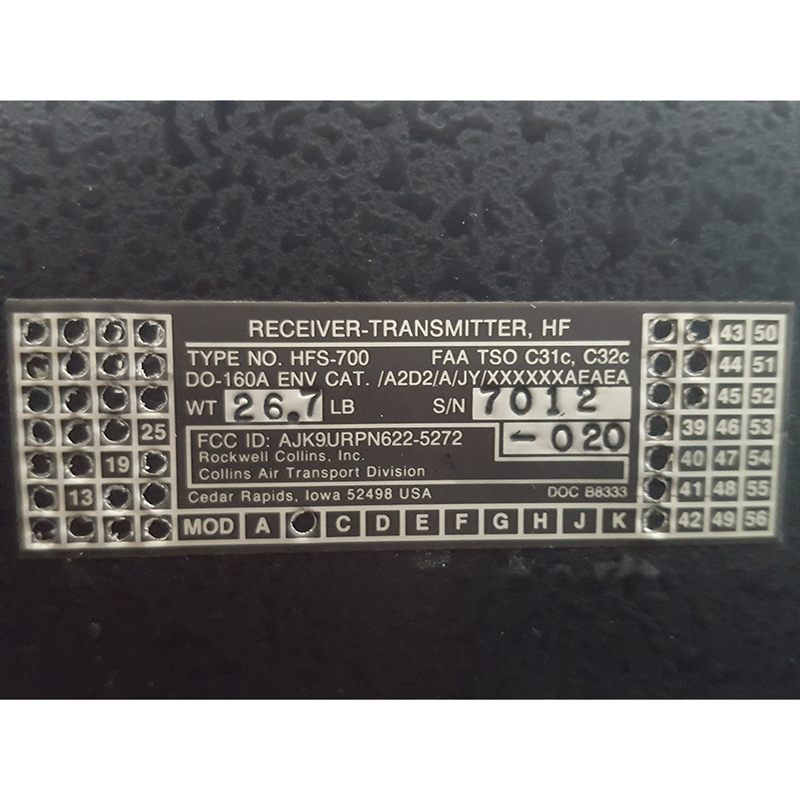 RECEIVER-TRANSMITTER, HF
TYPE NO. HFS-700 FAA TSO C31c, C32c
DO-160A ENV CAT. /A2D2/A/JY/XXXXXXAEAEA
WT 26.7 LB S/N 7012
FCC ID: AJK9URPN622-5272 -020
Rockwell Collins, Inc.
Collins Air Transport Division
Cedar Rapids, Iowa 52498 USA DOC B8333
MOD A C D E F G H J K
25
19
13
43 50
44 51
45 52
39 46 53
40 47 54
41 48 55
42 49 56